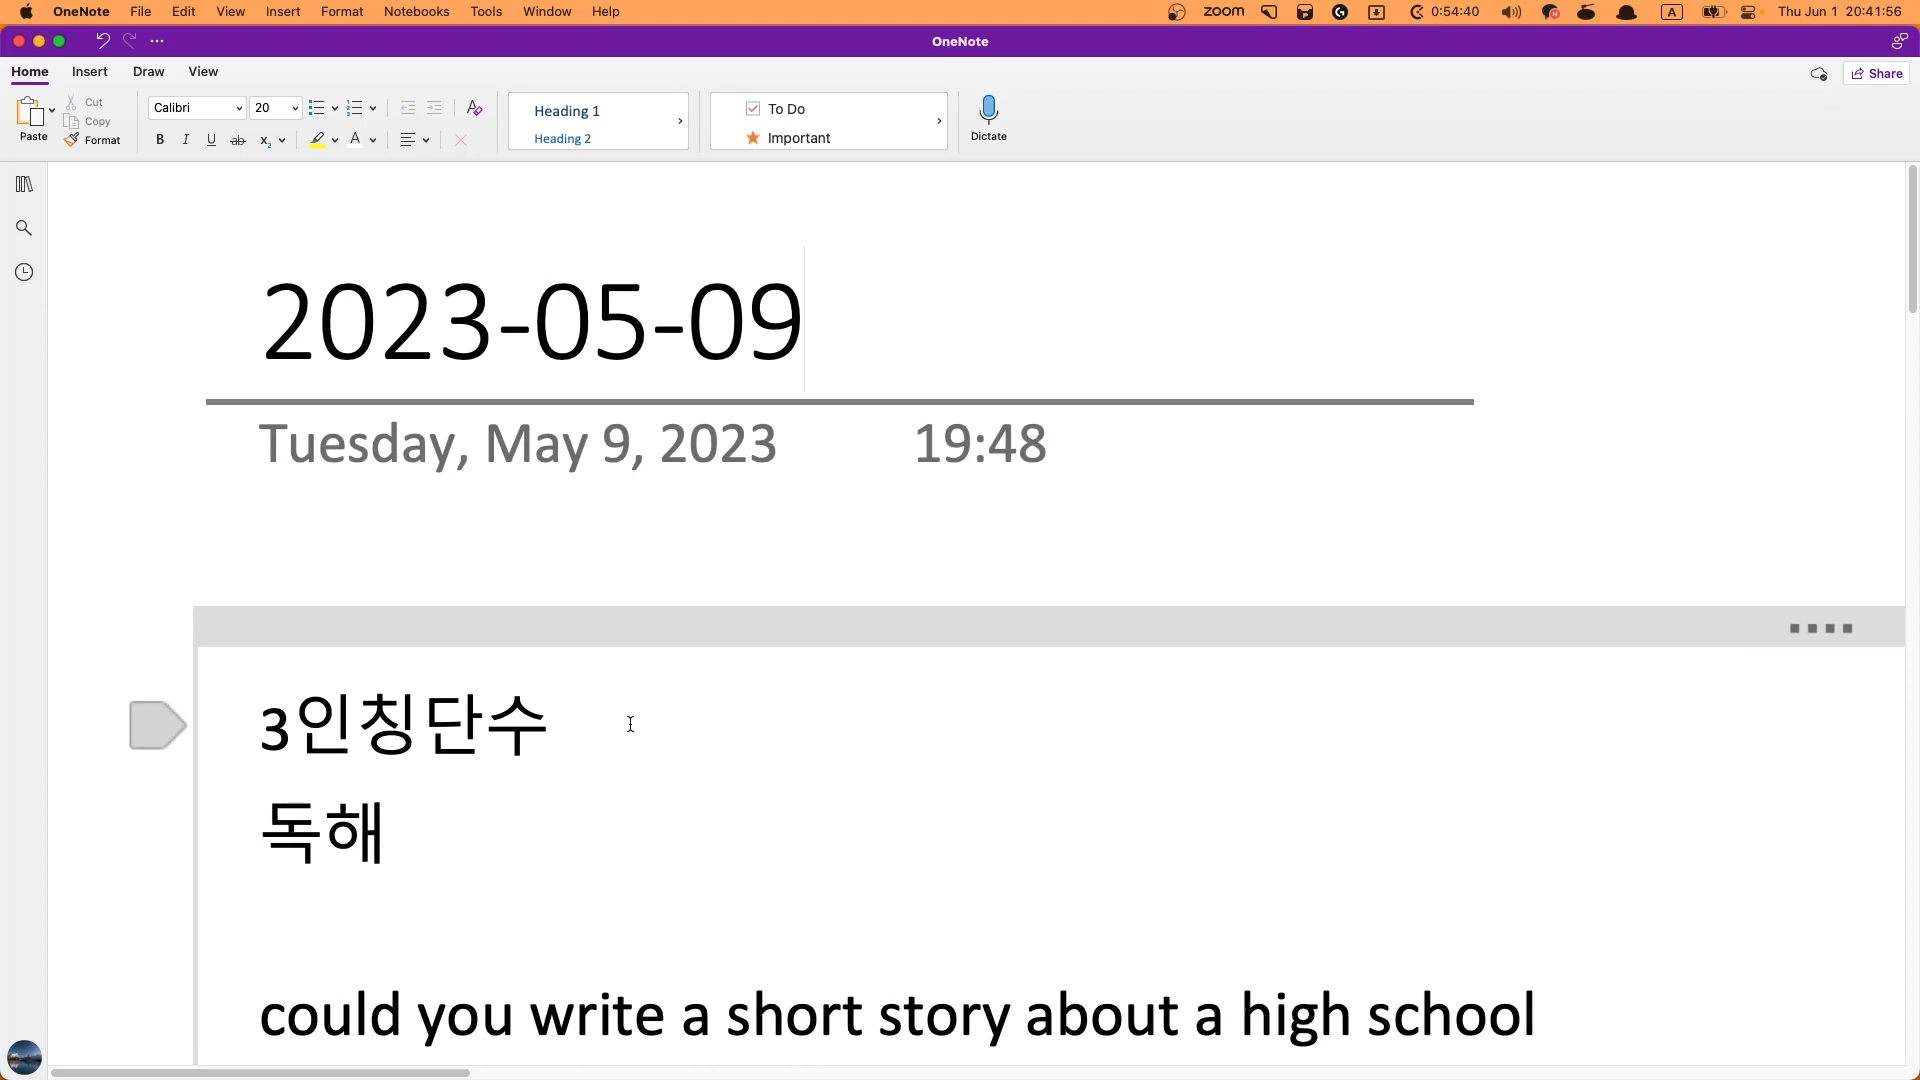 OneNote File Edit View Insert Format Notebooks Tools Window Help zoom 0:54:40 A Thu Jun 1 20:41:56
OneNote
Home Insert Draw View Share
Paste Cut Copy Format
Calibri 20
Heading 1
Heading 2
To Do
Important
Dictate
2023-05-09
Tuesday, May 9, 2023 19:48
3인칭단수
독해
could you write a short story about a high school